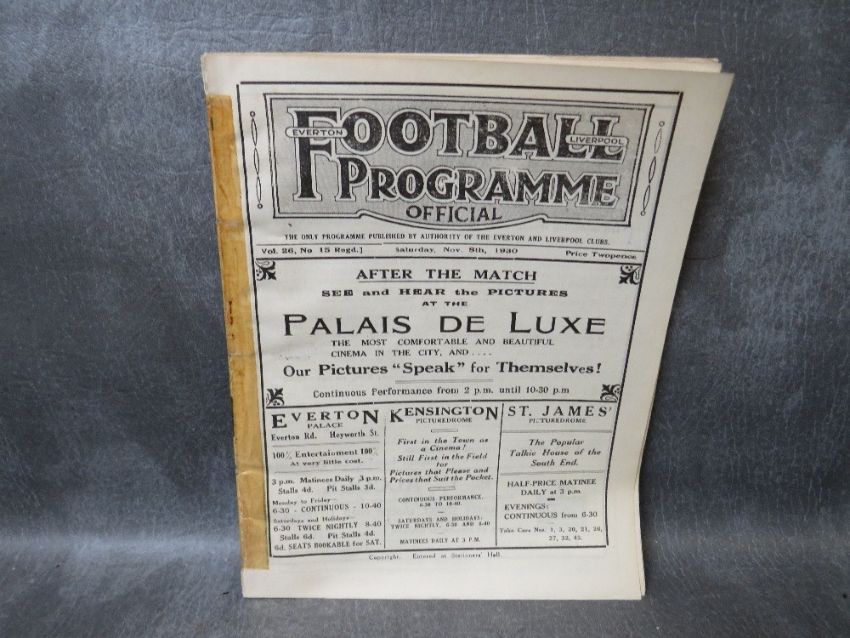 FOOTBALL
EVERTON
LIVERPOOL
PROGRAMME
OFFICIAL
THE ONLY PROGRAMME PUBLISHED BY AUTHORITY OF THE EVERTON AND LIVERPOOL CLUBS.
Vol. 26, No 15 Regd.] Saturday, Nov. 8th, 1930 Price Twopence
AFTER THE MATCH
SEE and HEAR the PICTURES
AT THE
PALAIS DE LUXE
THE MOST COMFORTABLE AND BEAUTIFUL
CINEMA IN THE CITY, AND ....
Our Pictures "Speak" for Themselves!
Continuous Performance from 2 p.m. until 10-30 p.m
EVERTON
PALACE
Everton Rd. Heyworth St.
100% Entertaioment 100%
At very little cost.
3 p.m. Matinees Daily 3 p.m.
Stalls 4d. Pit Stalls 3d.
Monday to Friday—
6-30 - CONTINUOUS - 10-40
Saturdays and Holidays—
6-30 TWICE NIGHTLY 8-40
Stalls 6d. Pit Stalls 4d.
6d. SEATS BOOKABLE for SAT.
KENSINGTON
PICTUREDROME
First in the Town as
a Cinema!
Still First in the Field
for
Pictures that Please and
Prices that Suit the Pocket.
CONTINUOUS PERFORMANCE,
6-30 TO 10-40.
SATURDAYS AND HOLIDAYS:
TWICE NIGHTLY, 6-30 AND 8-40
MATINEES DAILY AT 3 P.M.
ST. JAMES'
PICTUREDROME
The Popular
Talkie House of the
South End.
HALF-PRICE MATINEE
DAILY at 3 p.m.
EVENINGS:
CONTINUOUS from 6-30
Take Cars Nos. 1, 3, 20, 21, 26,
27, 32, 45.
Copyright. Entered at Stationers' Hall.